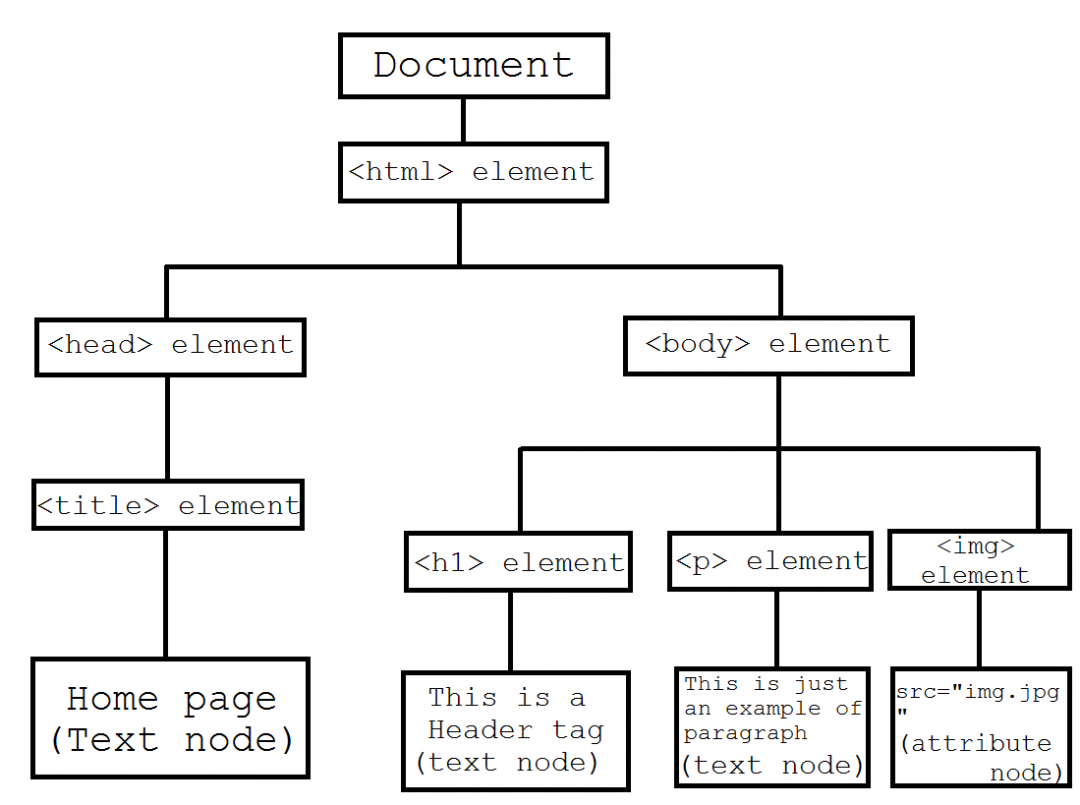 Document
<html> element
<head> element
<body> element
<title> element
<h1> element
<p> element
<img>
element
Home page
(Text node)
This is a
Header tag
(text node)
This is just
an example of
paragraph
(text node)
src="img.jpg
"
(attribute
node)